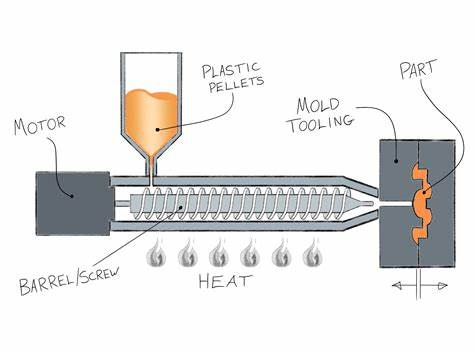 PLASTIC
PELLETS
PART
MOLD
TOOLING
MOTOR
BARREL/SCREW
HEAT